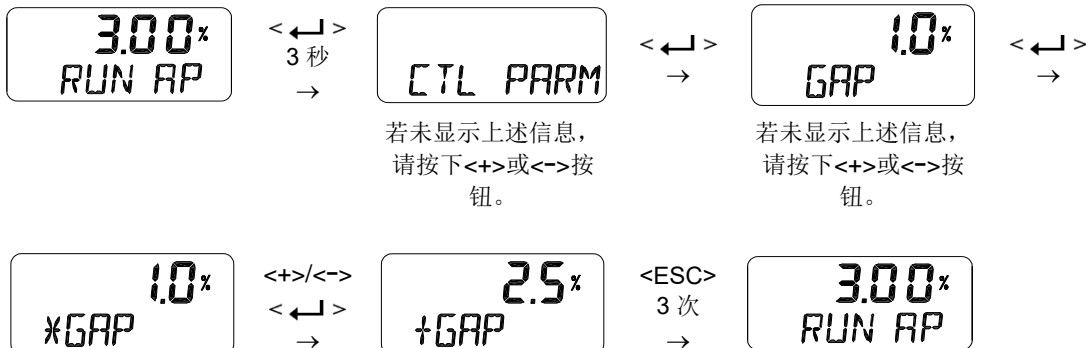 3.00%
RUN AP
< ↵ >
3 秒
→
CTL PARM
若未显示上述信息，
请按下<+>或<->按
钮。
< ↵ >
→
1.0%
GAP
若未显示上述信息，
请按下<+>或<->按
钮。
< ↵ >
→
1.0%
*GAP
<+>/<->
< ↵ >
→
2.5%
+GAP
<ESC>
3 次
→
3.00%
RUN AP